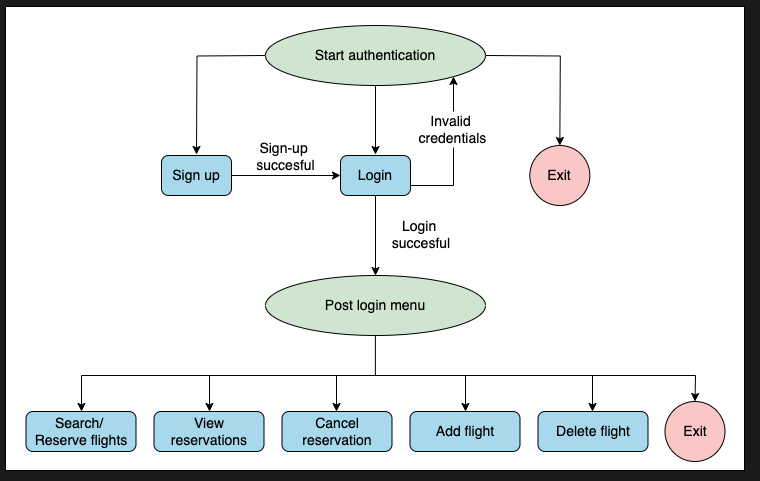 Start authentication
Invalid
credentials
Sign-up
succesful
Sign up
Login
Exit
Login
succesful
Post login menu
Search/
Reserve flights
View
reservations
Cancel
reservation
Add flight
Delete flight
Exit